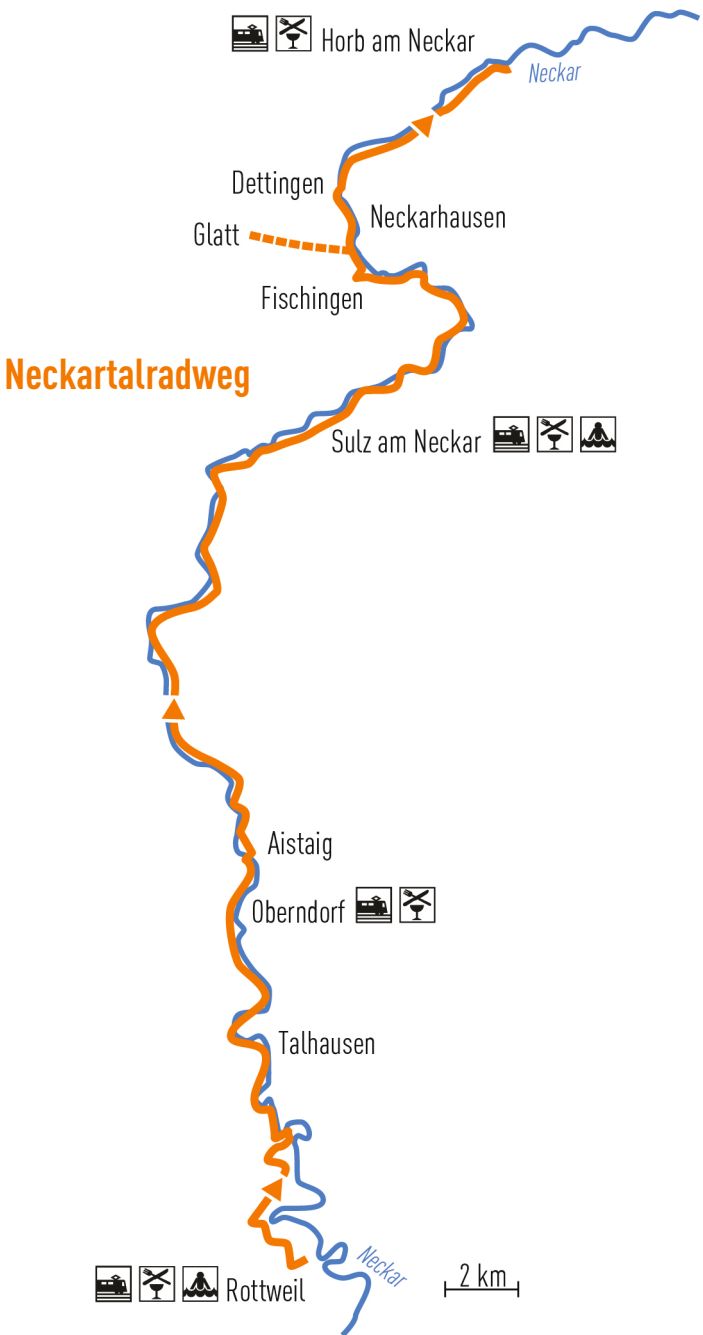 Horb am Neckar
Neckar
Dettingen
Neckarhausen
Glatt
Fischingen
Neckartalradweg
Sulz am Neckar
Aistaig
Oberndorf
Talhausen
Neckar
2 km
Rottweil